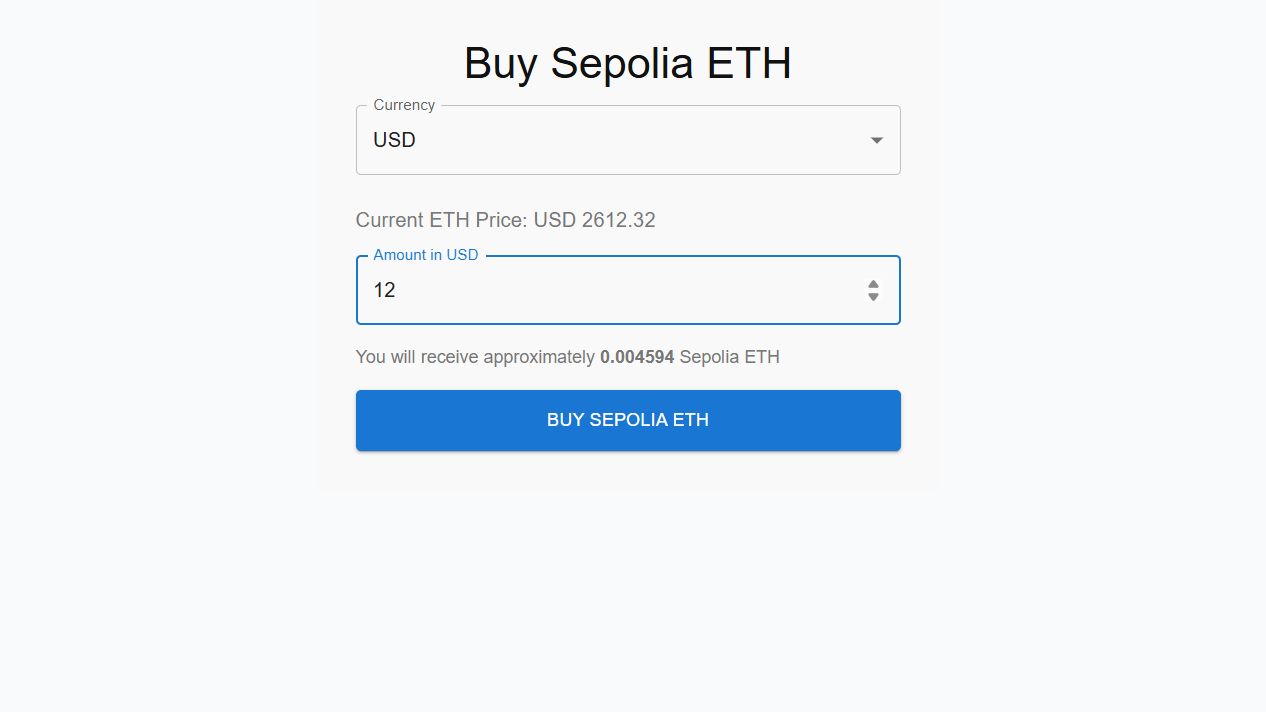 Buy Sepolia ETH
Currency
USD
Current ETH Price: USD 2612.32
Amount in USD
12
You will receive approximately 0.004594 Sepolia ETH
BUY SEPOLIA ETH